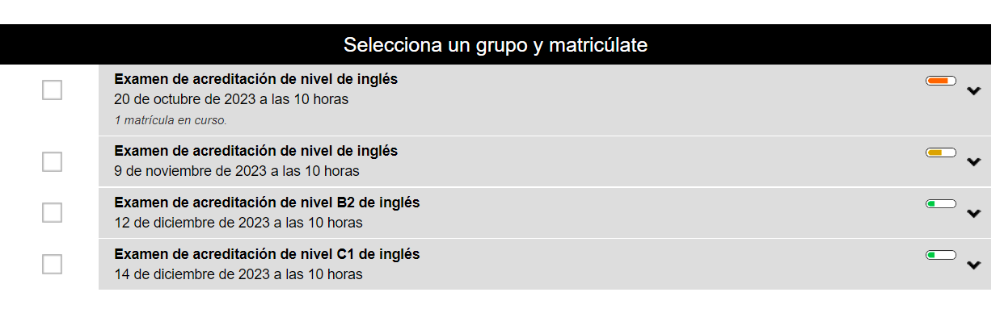 Selecciona un grupo y matricúlate
Examen de acreditación de nivel de inglés
20 de octubre de 2023 a las 10 horas
1 matrícula en curso.
Examen de acreditación de nivel de inglés
9 de noviembre de 2023 a las 10 horas
Examen de acreditación de nivel B2 de inglés
12 de diciembre de 2023 a las 10 horas
Examen de acreditación de nivel C1 de inglés
14 de diciembre de 2023 a las 10 horas